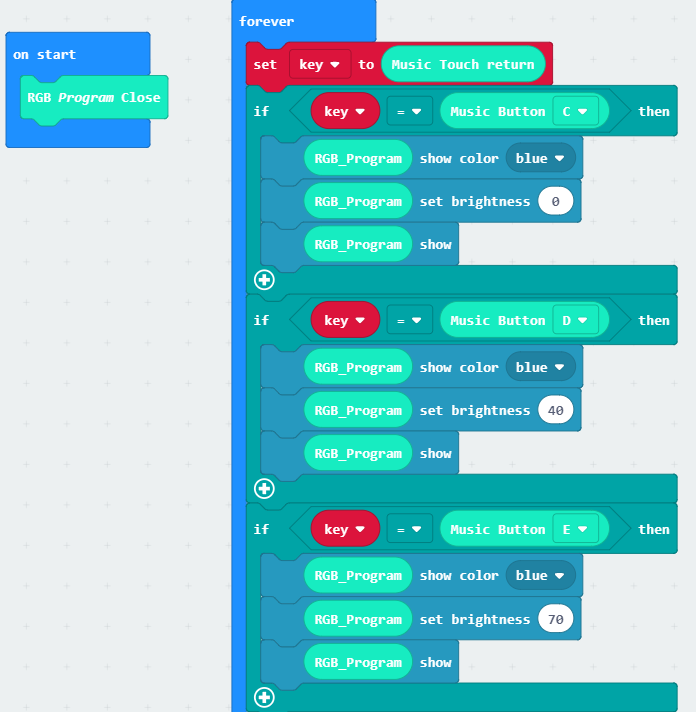 on start
RGB Program Close
forever
set key to Music Touch return
if key = Music Button C then
RGB_Program show color blue
RGB_Program set brightness 0
RGB_Program show
if key = Music Button D then
RGB_Program show color blue
RGB_Program set brightness 40
RGB_Program show
if key = Music Button E then
RGB_Program show color blue
RGB_Program set brightness 70
RGB_Program show